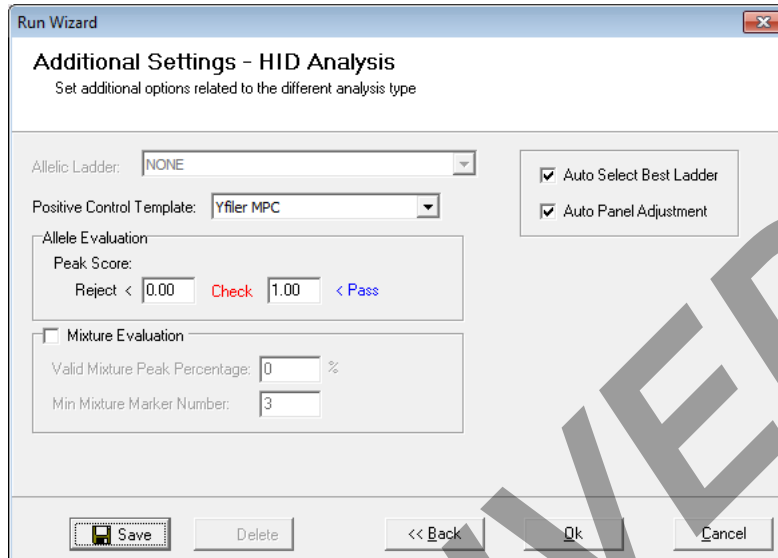 Run Wizard
Additional Settings - HID Analysis
Set additional options related to the different analysis type
Allelic Ladder: NONE
Auto Select Best Ladder
Positive Control Template: Yfiler MPC
Auto Panel Adjustment
Allele Evaluation
Peak Score:
Reject < 0.00 Check 1.00 < Pass
Mixture Evaluation
Valid Mixture Peak Percentage: 0 %
Min Mixture Marker Number: 3
Save Delete << Back Ok Cancel